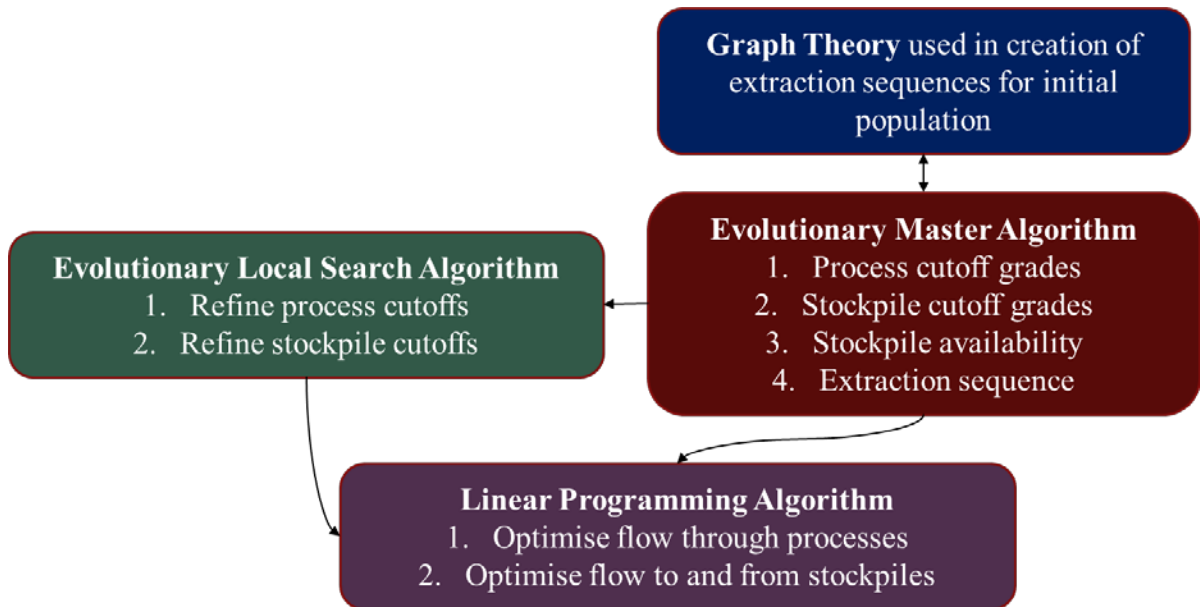 Graph Theory used in creation of
extraction sequences for initial
population
Evolutionary Master Algorithm
1. Process cutoff grades
2. Stockpile cutoff grades
3. Stockpile availability
4. Extraction sequence
Evolutionary Local Search Algorithm
1. Refine process cutoffs
2. Refine stockpile cutoffs
Linear Programming Algorithm
1. Optimise flow through processes
2. Optimise flow to and from stockpiles